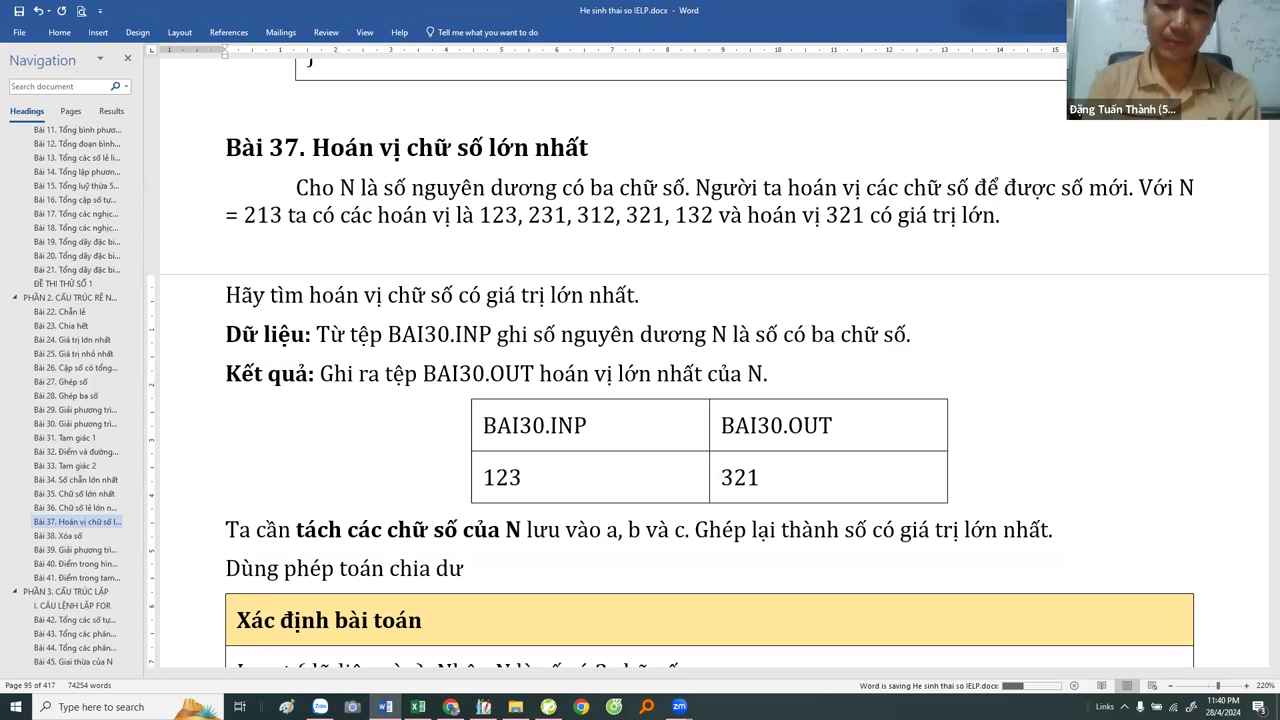 He sinh thai so IELP.docx - Word
File Home Insert Design Layout References Mailings Review View Help Tell me what you want to do
Navigation
Search document
Headings Pages Results
Bài 11. Tổng bình phươ...
Bài 12. Tổng đoạn bình...
Bài 13. Tổng các số lẻ li...
Bài 14. Tổng lập phươn...
Bài 15. Tổng luỹ thừa 5...
Bài 16. Tổng cặp số tự...
Bài 17. Tổng các nghịc...
Bài 18. Tổng các nghịc...
Bài 19. Tổng dãy đặc bi...
Bài 20. Tổng dãy đặc bi...
Bài 21. Tổng dãy đặc bi...
ĐỀ THI THỬ SỐ 1
PHẦN 2. CẤU TRÚC RẼ N...
Bài 22. Chẵn lẻ
Bài 23. Chia hết
Bài 24. Giá trị lớn nhất
Bài 25. Giá trị nhỏ nhất
Bài 26. Cặp số có tổng...
Bài 27. Ghép số
Bài 28. Ghép ba số
Bài 29. Giải phương trì...
Bài 30. Giải phương trì...
Bài 31. Tam giác 1
Bài 32. Điểm và đường...
Bài 33. Tam giác 2
Bài 34. Số chẵn lớn nhất
Bài 35. Chữ số lớn nhất
Bài 36. Chữ số lẻ lớn n...
Bài 37. Hoán vị chữ số l...
Bài 38. Xóa số
Bài 39. Giải phương trì...
Bài 40. Điểm trong hìn...
Bài 41. Điểm trong tam...
PHẦN 3. CẤU TRÚC LẶP
I. CÂU LỆNH LẶP FOR
Bài 42. Tổng các số tự...
Bài 43. Tổng các phân...
Bài 44. Tổng các phân...
Bài 45. Giai thừa của N
Đặng Tuấn Thành (5...
Bài 37. Hoán vị chữ số lớn nhất
Cho N là số nguyên dương có ba chữ số. Người ta hoán vị các chữ số để được số mới. Với N
= 213 ta có các hoán vị là 123, 231, 312, 321, 132 và hoán vị 321 có giá trị lớn.
Hãy tìm hoán vị chữ số có giá trị lớn nhất.
Dữ liệu: Từ tệp BAI30.INP ghi số nguyên dương N là số có ba chữ số.
Kết quả: Ghi ra tệp BAI30.OUT hoán vị lớn nhất của N.
BAI30.INP BAI30.OUT
123 321
Ta cần tách các chữ số của N lưu vào a, b và c. Ghép lại thành số có giá trị lớn nhất.
Dùng phép toán chia dư
Xác định bài toán
Page 95 of 417 74254 words Word is saving He sinh thai so IELP.docx 220%
Type here to search Links 11:40 PM
28/4/2024